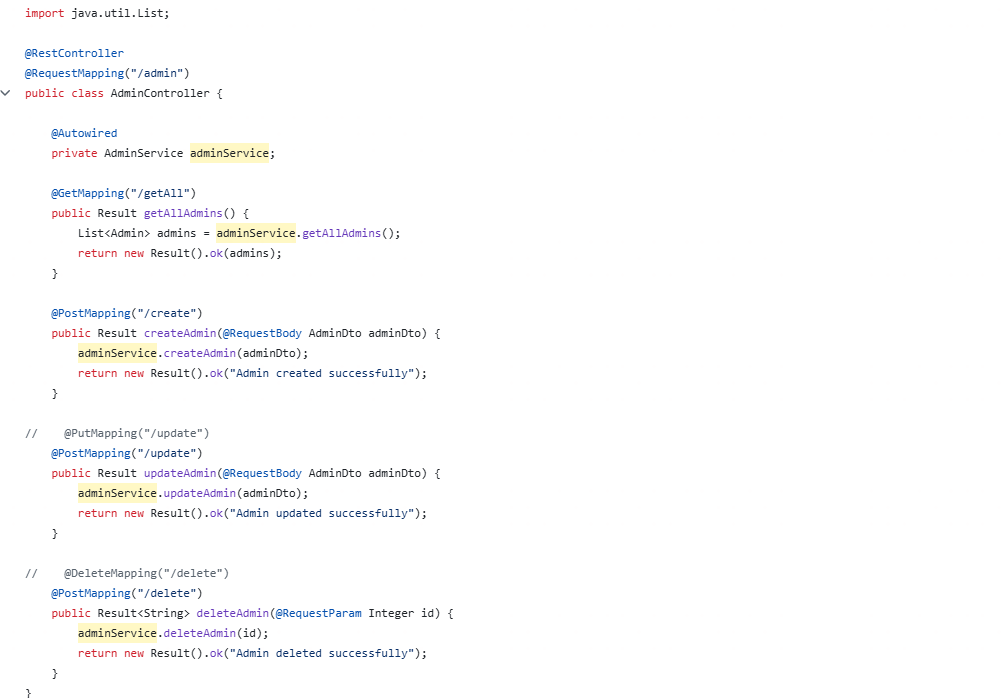 import java.util.List;
@RestController
@RequestMapping("/admin")
public class AdminController {
@Autowired
private AdminService adminService;
@GetMapping("/getAll")
public Result getAllAdmins() {
List<Admin> admins = adminService.getAllAdmins();
return new Result().ok(admins);
}
@PostMapping("/create")
public Result createAdmin(@RequestBody AdminDto adminDto) {
adminService.createAdmin(adminDto);
return new Result().ok("Admin created successfully");
}
//    @PutMapping("/update")
@PostMapping("/update")
public Result updateAdmin(@RequestBody AdminDto adminDto) {
adminService.updateAdmin(adminDto);
return new Result().ok("Admin updated successfully");
}
//    @DeleteMapping("/delete")
@PostMapping("/delete")
public Result<String> deleteAdmin(@RequestParam Integer id) {
adminService.deleteAdmin(id);
return new Result().ok("Admin deleted successfully");
}
}